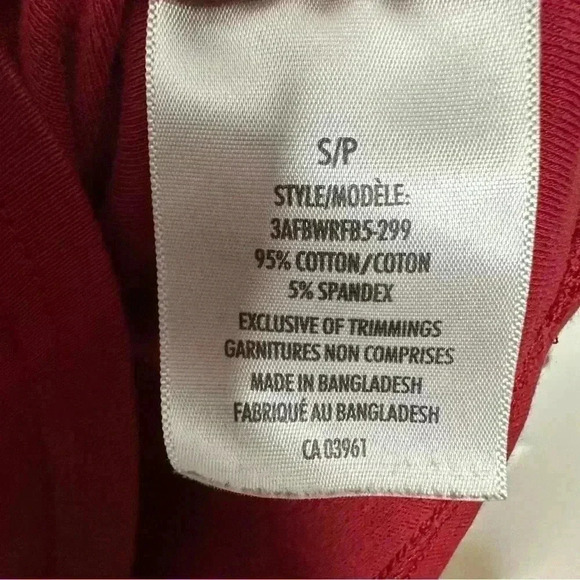 S/P
STYLE/MODÈLE:
3AFBWRFB5-299
95% COTTON/COTON
5% SPANDEX
EXCLUSIVE OF TRIMMINGS
GARNITURES NON COMPRISES
MADE IN BANGLADESH
FABRIQUÉ AU BANGLADESH
CA 03961